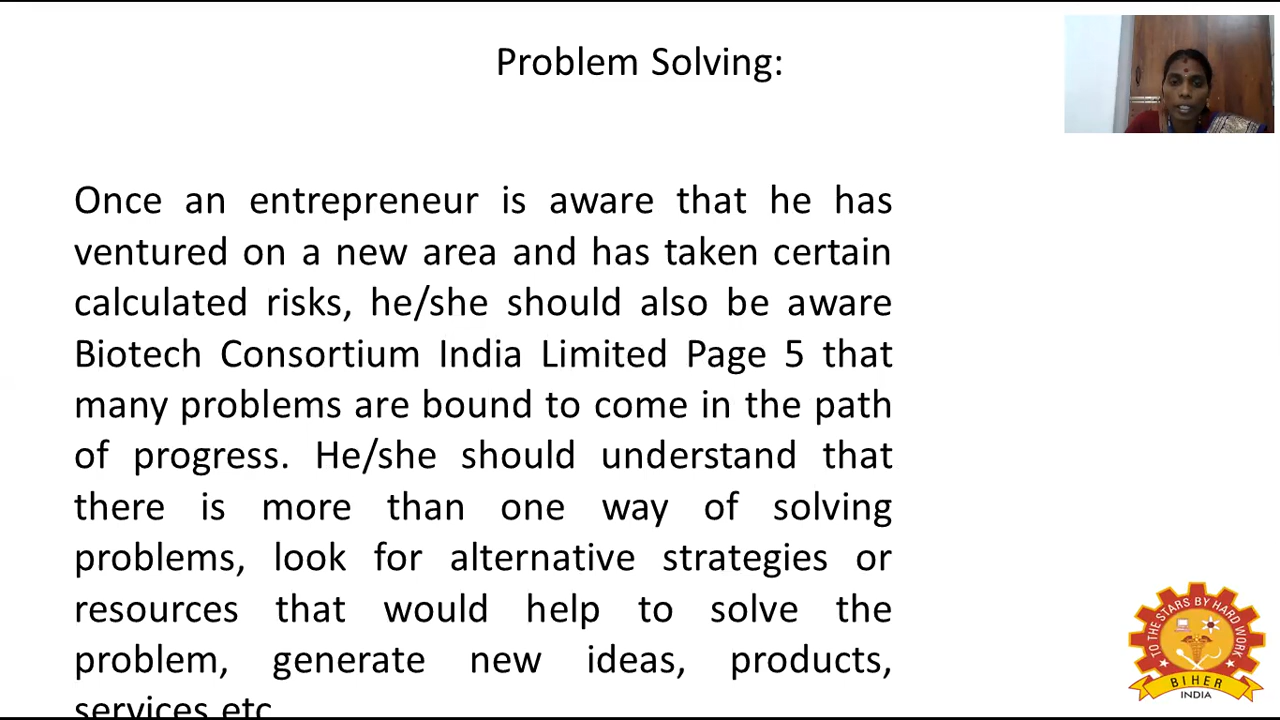 Problem Solving:
Once an entrepreneur is aware that he has
ventured on a new area and has taken certain
calculated risks, he/she should also be aware
Biotech Consortium India Limited Page 5 that
many problems are bound to come in the path
of progress. He/she should understand that
there is more than one way of solving
problems, look for alternative strategies or
resources that would help to solve the
problem, generate new ideas, products,
services etc
TO THE STARS BY HARD WORK
BIHER
INDIA